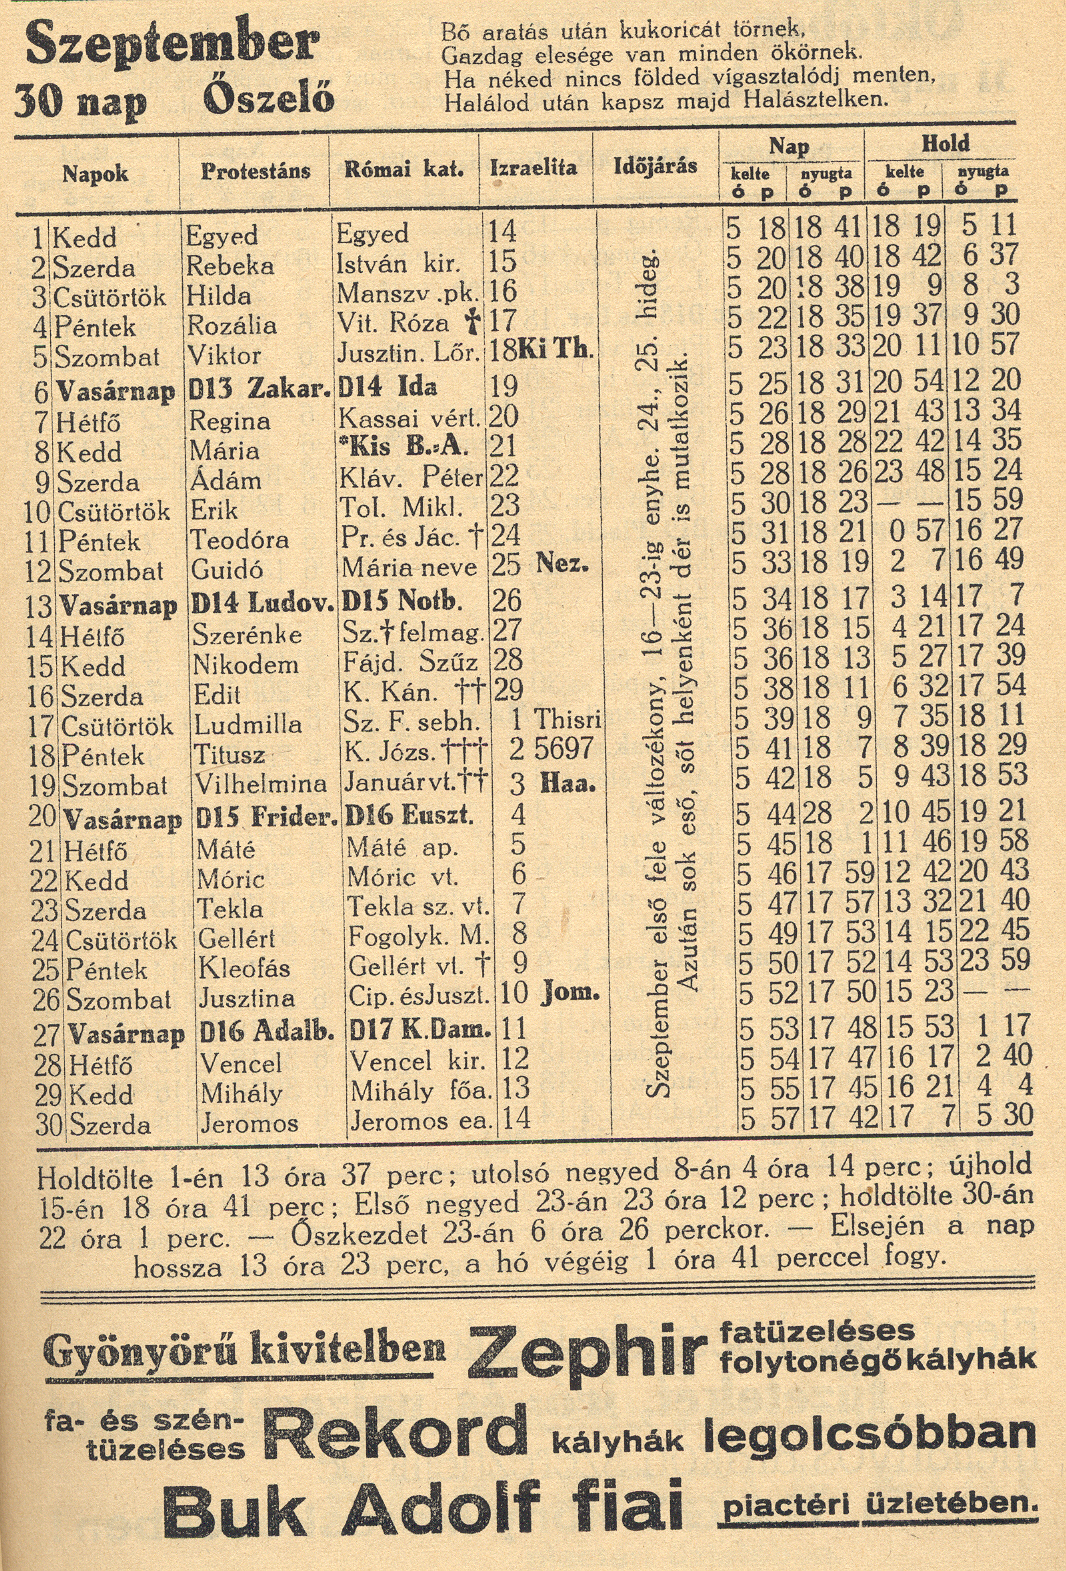 Szeptember
30 nap Őszelő
Bő aratás után kukoricát törnek,
Gazdag elesége van minden ökörnek.
Ha néked nincs földed vígasztalódj menten,
Halálod után kapsz majd Halásztelken.
Napok Protestáns Római kat. Izraelita Időjárás Nap Hold
kelte nyugta kelte nyugta
ó p ó p ó p ó p
1 Kedd Egyed Egyed 14 5 18 18 41 18 19 5 11
2 Szerda Rebeka István kir. 15 5 20 18 40 18 42 6 37
3 Csütörtök Hilda Manszv .pk. 16 5 20 18 38 19 9 8 3
4 Péntek Rozália Vit. Róza † 17 5 22 18 35 19 37 9 30
5 Szombat Viktor Jusztin. Lőr. 18 Ki Th. 5 23 18 33 20 11 10 57
6 Vasárnap D13 Zakar. D14 Ida 19 5 25 18 31 20 54 12 20
7 Hétfő Regina Kassai vért. 20 5 26 18 29 21 43 13 34
8 Kedd Mária *Kis B.-A. 21 5 28 18 28 22 42 14 35
9 Szerda Ádám Kláv. Péter 22 5 28 18 26 23 48 15 24
10 Csütörtök Erik Tol. Mikl. 23 5 30 18 23 — — 15 59
11 Péntek Teodóra Pr. és Jác. † 24 5 31 18 21 0 57 16 27
12 Szombat Guidó Mária neve 25 Nez. 5 33 18 19 2 7 16 49
13 Vasárnap D14 Ludov. D15 Notb. 26 5 34 18 17 3 14 17 7
14 Hétfő Szerénke Sz.†felmag. 27 5 36 18 15 4 21 17 24
15 Kedd Nikodem Fájd. Szűz 28 5 36 18 13 5 27 17 39
16 Szerda Edit K. Kán. †† 29 5 38 18 11 6 32 17 54
17 Csütörtök Ludmilla Sz. F. sebh. 1 Thisri 5 39 18 9 7 35 18 11
18 Péntek Titusz K. Józs.††† 2 5697 5 41 18 7 8 39 18 29
19 Szombat Vilhelmina Január vt.†† 3 Haa. 5 42 18 5 9 43 18 53
20 Vasárnap D15 Frider. D16 Euszt. 4 5 44 28 2 10 45 19 21
21 Hétfő Máté Máté ap. 5 5 45 18 1 11 46 19 58
22 Kedd Móric Móric vt. 6 5 46 17 59 12 42 20 43
23 Szerda Tekla Tekla sz. vt. 7 5 47 17 57 13 32 21 40
24 Csütörtök Gellért Fogolyk. M. 8 5 49 17 53 14 15 22 45
25 Péntek Kleofás Gellért vt. † 9 5 50 17 52 14 53 23 59
26 Szombat Jusztina Cip. ésJuszt. 10 Jom. 5 52 17 50 15 23 — —
27 Vasárnap D16 Adalb. D17 K.Dam. 11 5 53 17 48 15 53 1 17
28 Hétfő Vencel Vencel kir. 12 5 54 17 47 16 17 2 40
29 Kedd Mihály Mihály főa. 13 5 55 17 45 16 21 4 4
30 Szerda Jeromos Jeromos ea. 14 5 57 17 42 17 7 5 30
Szeptember első fele változékony, 16—23-ig enyhe. 24., 25. hideg.
Azután sok eső, sőt helyenként dér is mutatkozik.
Holdtölte 1-én 13 óra 37 perc; utolsó negyed 8-án 4 óra 14 perc; újhold
15-én 18 óra 41 perc; Első negyed 23-án 23 óra 12 perc; holdtölte 30-án
22 óra 1 perc. — Őszkezdet 23-án 6 óra 26 perckor. — Elsején a nap
hossza 13 óra 23 perc, a hó végéig 1 óra 41 perccel fogy.
Gyönyörű kivitelben Zephir fatüzeléses
folytonégő kályhák
fa- és szén-
tüzeléses Rekord kályhák legolcsóbban
Buk Adolf fiai piactéri üzletében.